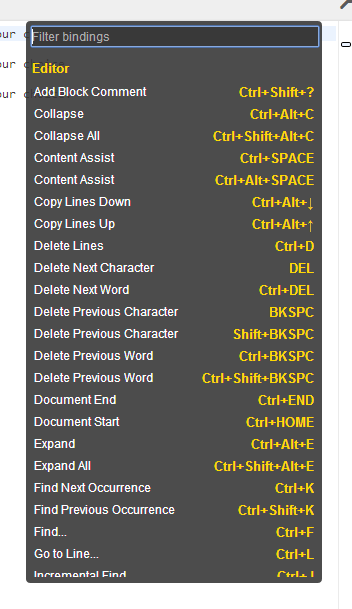 Filter bindings
Editor
Add Block Comment Ctrl+Shift+?
Collapse Ctrl+Alt+C
Collapse All Ctrl+Shift+Alt+C
Content Assist Ctrl+SPACE
Content Assist Ctrl+Alt+SPACE
Copy Lines Down Ctrl+Alt+↓
Copy Lines Up Ctrl+Alt+↑
Delete Lines Ctrl+D
Delete Next Character DEL
Delete Next Word Ctrl+DEL
Delete Previous Character BKSPC
Delete Previous Character Shift+BKSPC
Delete Previous Word Ctrl+BKSPC
Delete Previous Word Ctrl+Shift+BKSPC
Document End Ctrl+END
Document Start Ctrl+HOME
Expand Ctrl+Alt+E
Expand All Ctrl+Shift+Alt+E
Find Next Occurrence Ctrl+K
Find Previous Occurrence Ctrl+Shift+K
Find... Ctrl+F
Go to Line... Ctrl+L
Incremental Find Ctrl+J